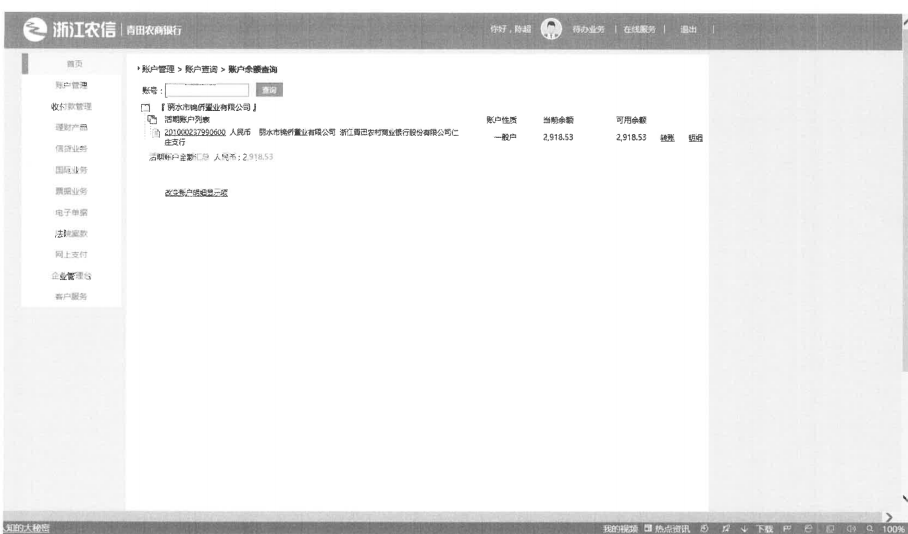 浙江农信 | 青田农商银行
你好，陈超 待办业务 | 在线服务 | 退出 |
首页
账户管理
收付款管理
理财产品
信贷业务
国际业务
票据业务
电子单据
法院案款
网上支付
企业管理台
客户服务
账户管理 > 账户查询 > 账户余额查询
账号： 查询
『 丽水市锦侨置业有限公司 』
活期账户列表 账户性质 当前余额 可用余额
201000237990600 人民币 丽水市锦侨置业有限公司 浙江青田农村商业银行股份有限公司仁
庄支行 一般户 2,918.53 2,918.53 转账 明细
活期账户金额汇总 人民币：2,918.53
改变账户明细显示项
人知的大秘密 我的视频 热点资讯 下载 100%